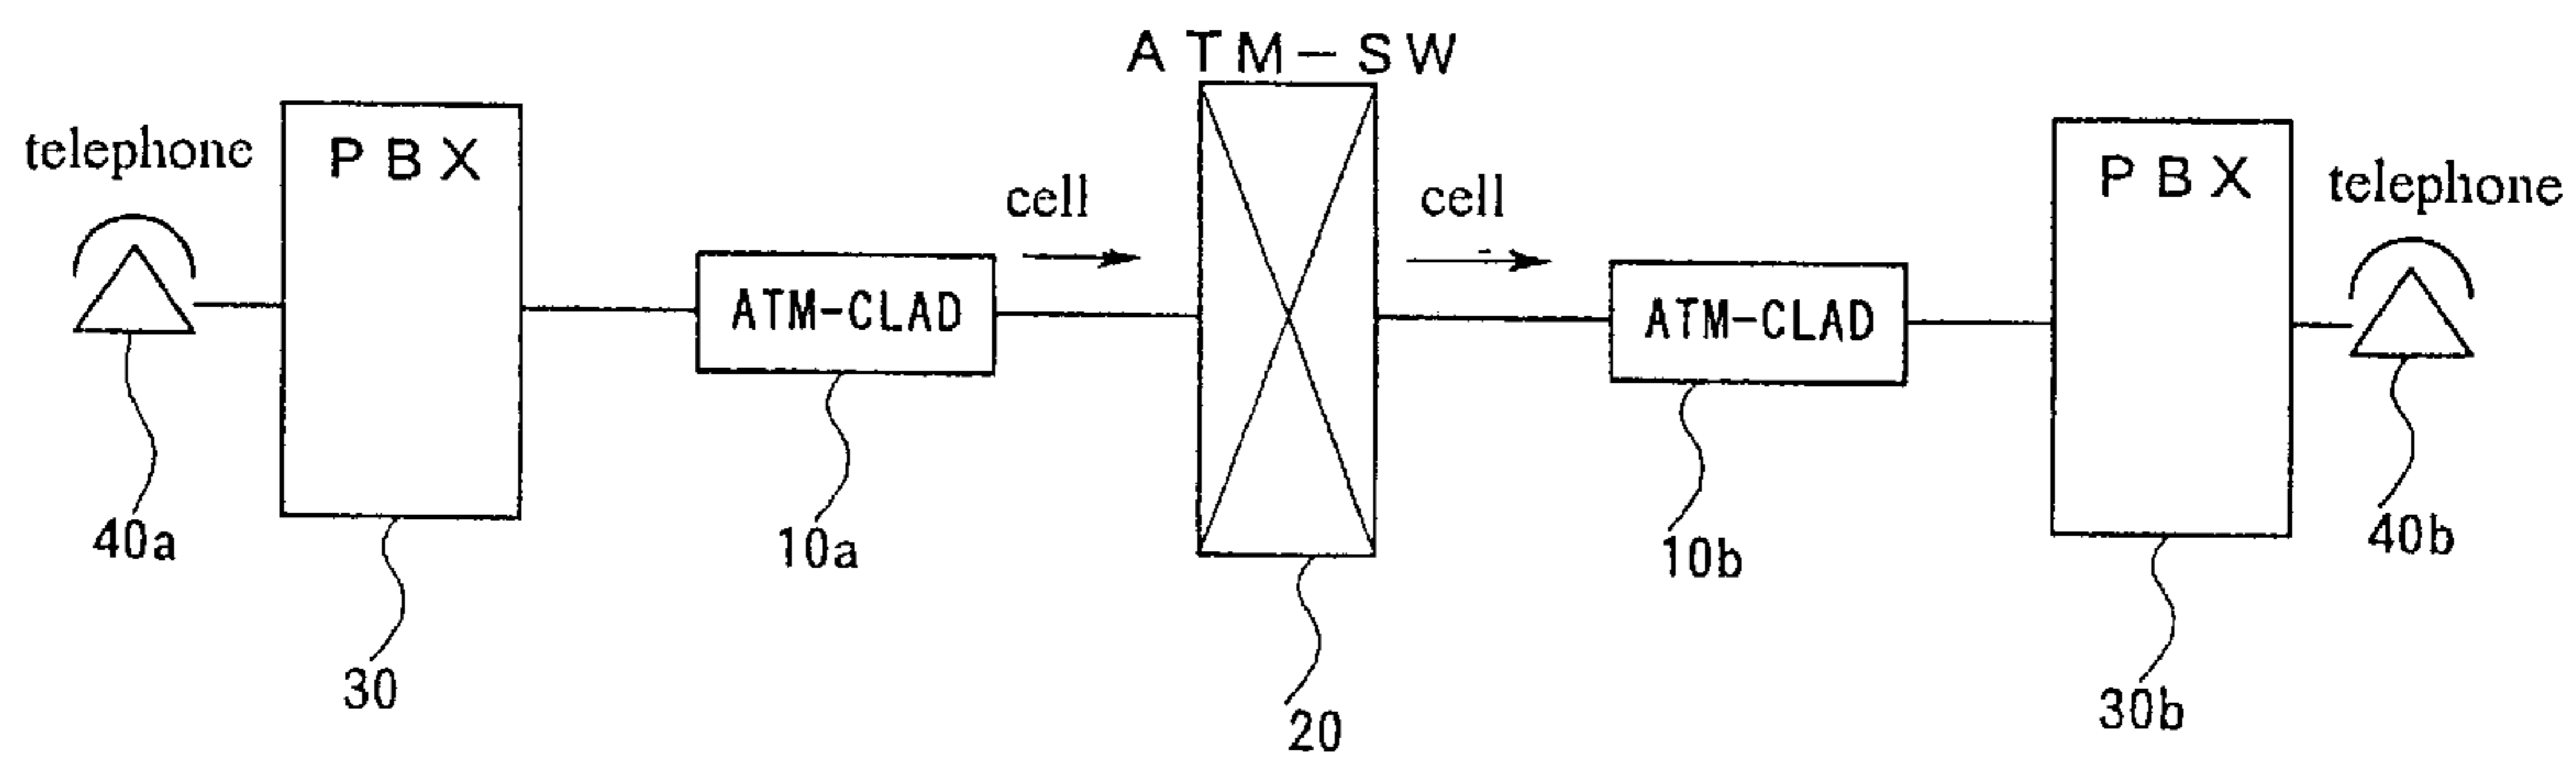 ATM-SW
telephone
PBX
cell
cell
PBX
telephone
ATM-CLAD
ATM-CLAD
40a
10a
10b
40b
30
20
30b